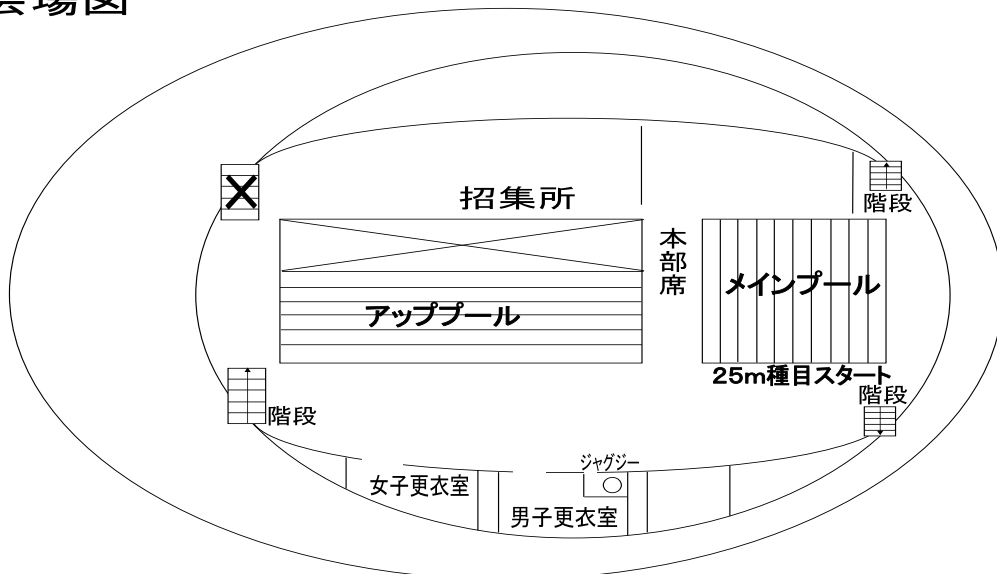 会場図
招集所
階段
本部席
メインプール
アッププール
25m種目スタート
階段
階段
ジャグジー
女子更衣室
男子更衣室